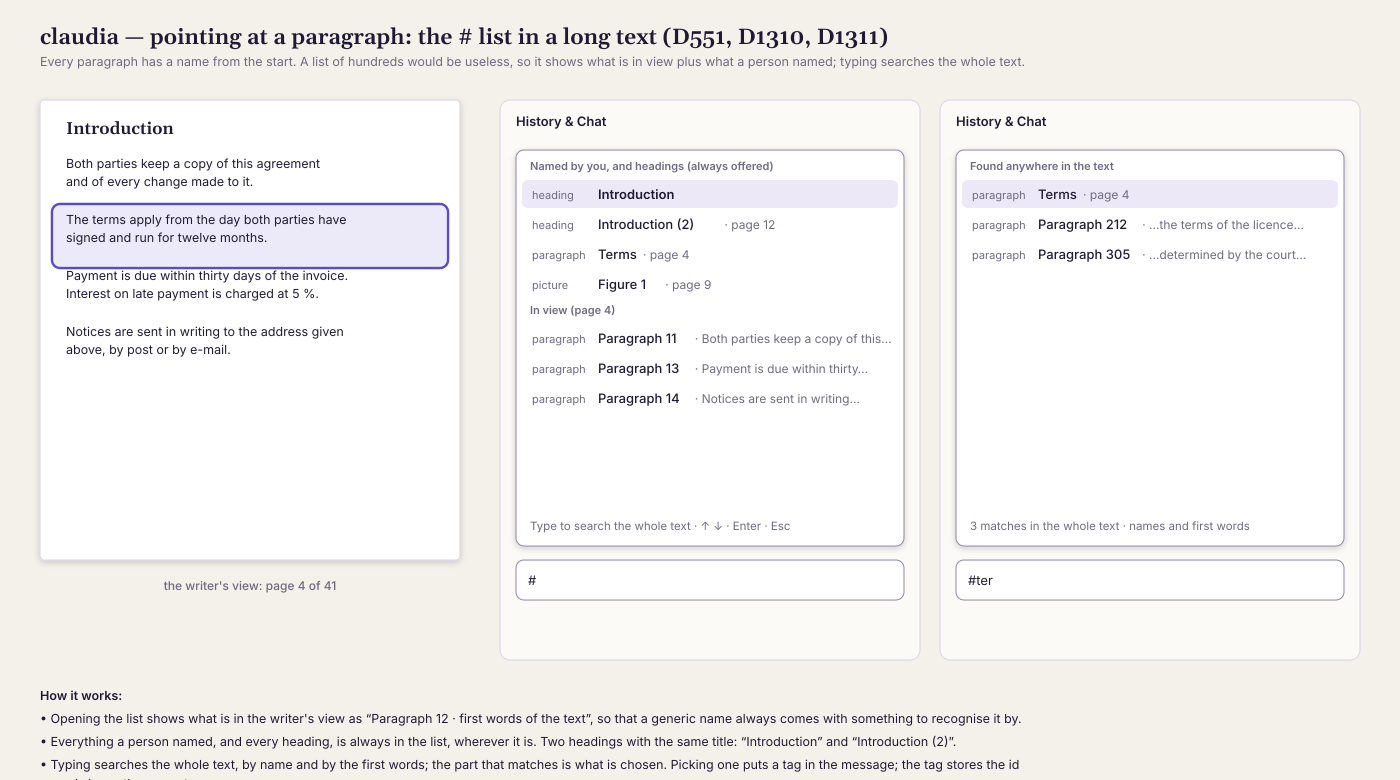 claudia — pointing at a paragraph: the # list in a long text (D551, D1310, D1311)
Every paragraph has a name from the start. A list of hundreds would be useless, so it shows what is in view plus what a person named; typing searches the whole text.
Introduction
Both parties keep a copy of this agreement
and of every change made to it.
The terms apply from the day both parties have
signed and run for twelve months.
Payment is due within thirty days of the invoice.
Interest on late payment is charged at 5 %.
Notices are sent in writing to the address given
above, by post or by e-mail.
the writer's view: page 4 of 41
History & Chat
Named by you, and headings (always offered)
heading Introduction
heading Introduction (2) · page 12
paragraph Terms · page 4
picture Figure 1 · page 9
In view (page 4)
paragraph Paragraph 11 · Both parties keep a copy of this…
paragraph Paragraph 13 · Payment is due within thirty…
paragraph Paragraph 14 · Notices are sent in writing…
Type to search the whole text · ↑ ↓ · Enter · Esc
#
History & Chat
Found anywhere in the text
paragraph Terms · page 4
paragraph Paragraph 212 · …the terms of the licence…
paragraph Paragraph 305 · …determined by the court…
3 matches in the whole text · names and first words
#ter
How it works:
• Opening the list shows what is in the writer's view as “Paragraph 12 · first words of the text”, so that a generic name always comes with something to recognise it by.
• Everything a person named, and every heading, is always in the list, wherever it is. Two headings with the same title: “Introduction” and “Introduction (2)”.
• Typing searches the whole text, by name and by the first words; the part that matches is what is chosen. Picking one puts a tag in the message; the tag stores the id